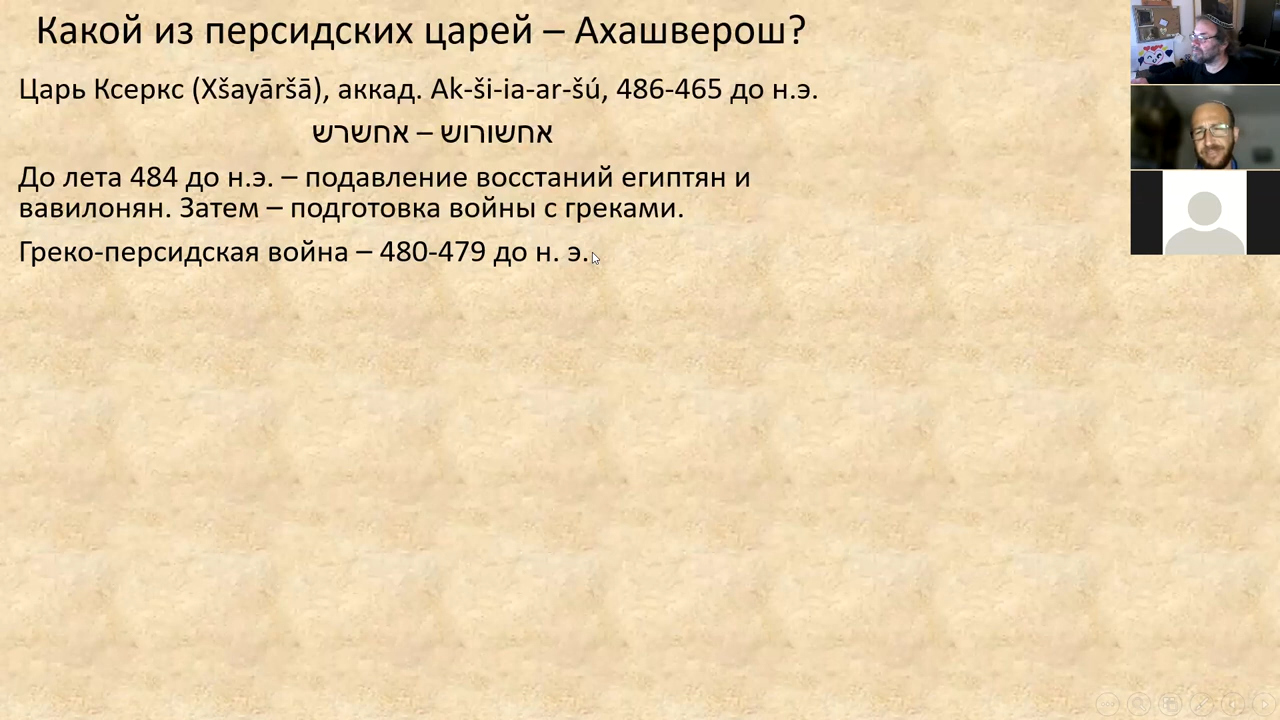 Какой из персидских царей – Ахашверош?
Царь Ксеркс (Xšayāršā), аккад. Ak-ši-ia-ar-šú, 486-465 до н.э.
אחשורוש – אחשרש
До лета 484 до н.э. – подавление восстаний египтян и
вавилонян. Затем – подготовка войны с греками.
Греко-персидская война – 480-479 до н. э.